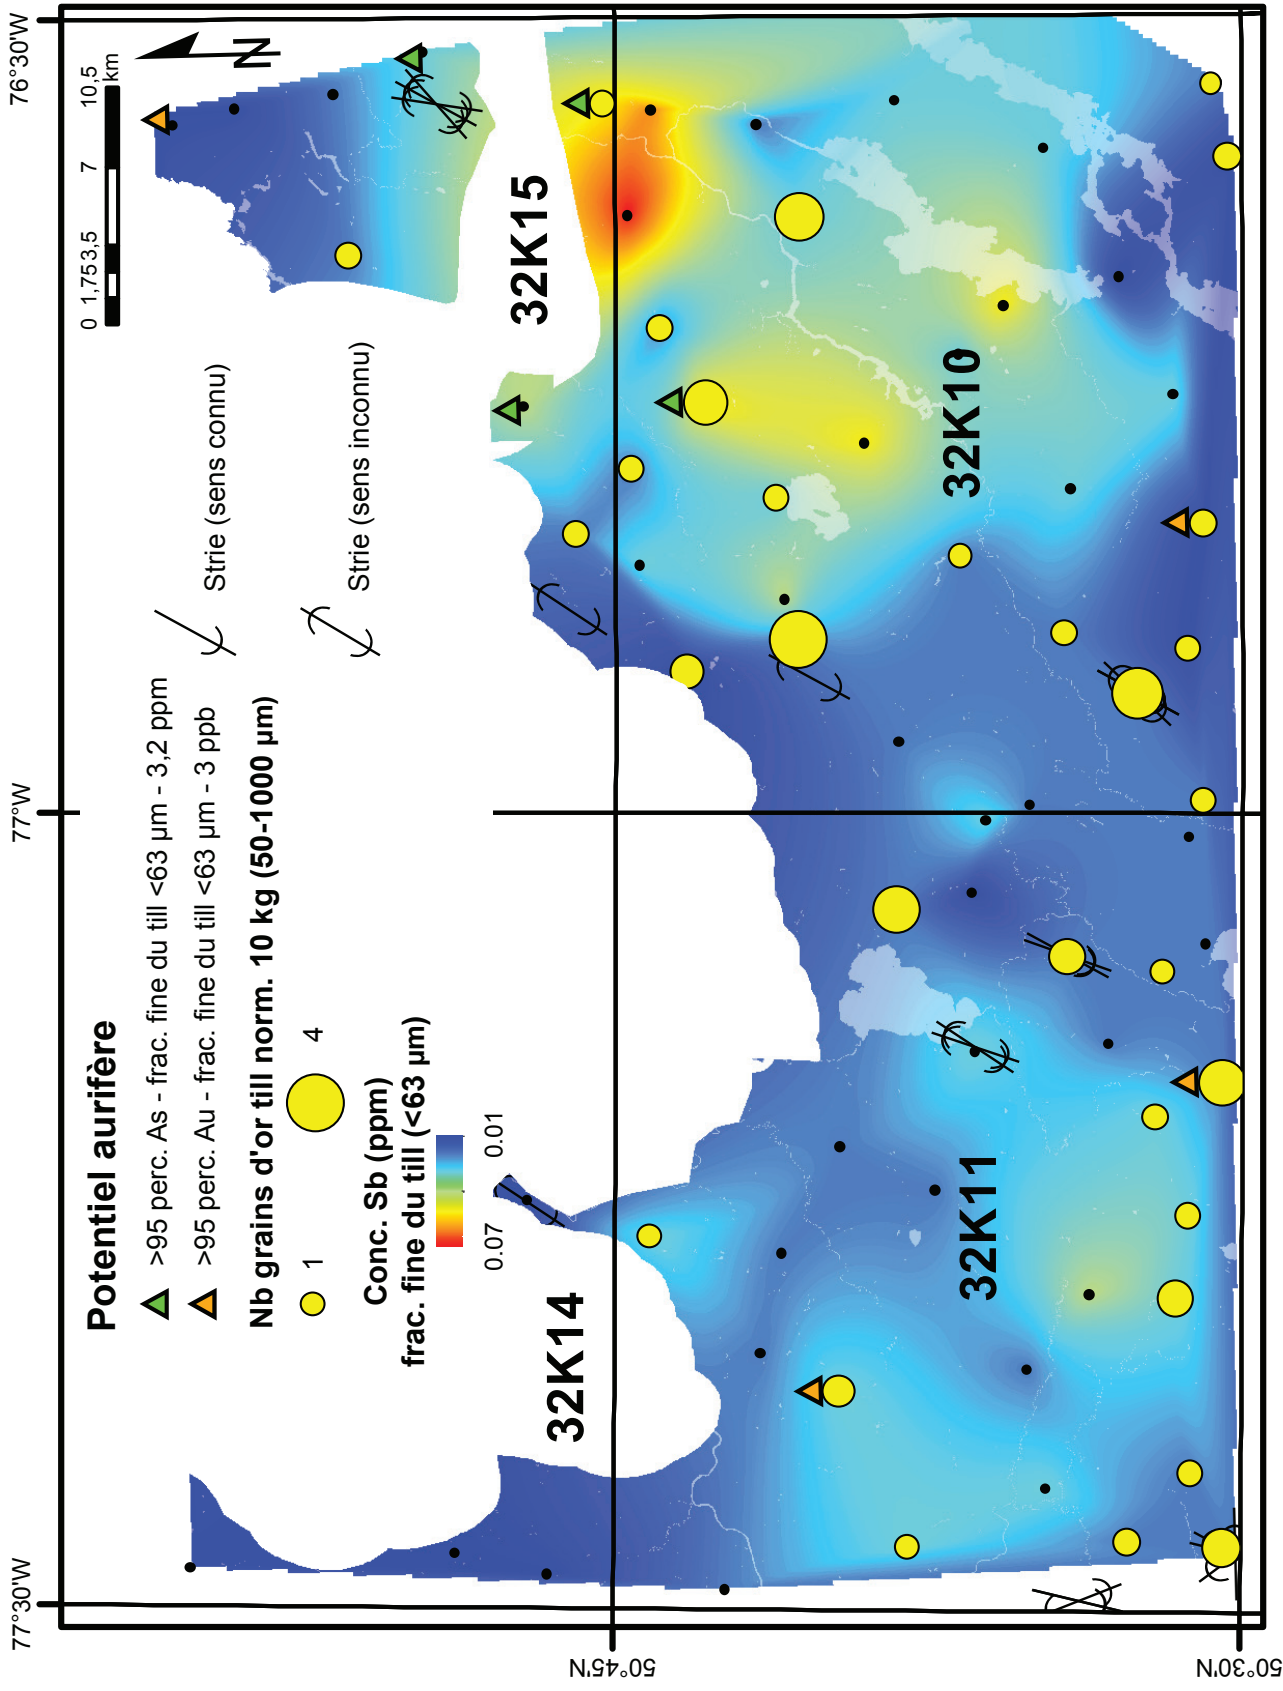 77°30'W
77°W
76°30'W
Potentiel aurifère
>95 perc. As - frac. fine du till <63 µm - 3,2 ppm
>95 perc. Au - frac. fine du till <63 µm - 3 ppb
Nb grains d'or till norm. 10 kg (50-1000 µm)
1
4
Conc. Sb (ppm)
frac. fine du till (<63 µm)
0.07
0.01
Strie (sens connu)
Strie (sens inconnu)
0 1,753,5 7 10,5
km
N
32K14
32K15
32K11
32K10
50°45'N
50°30'N